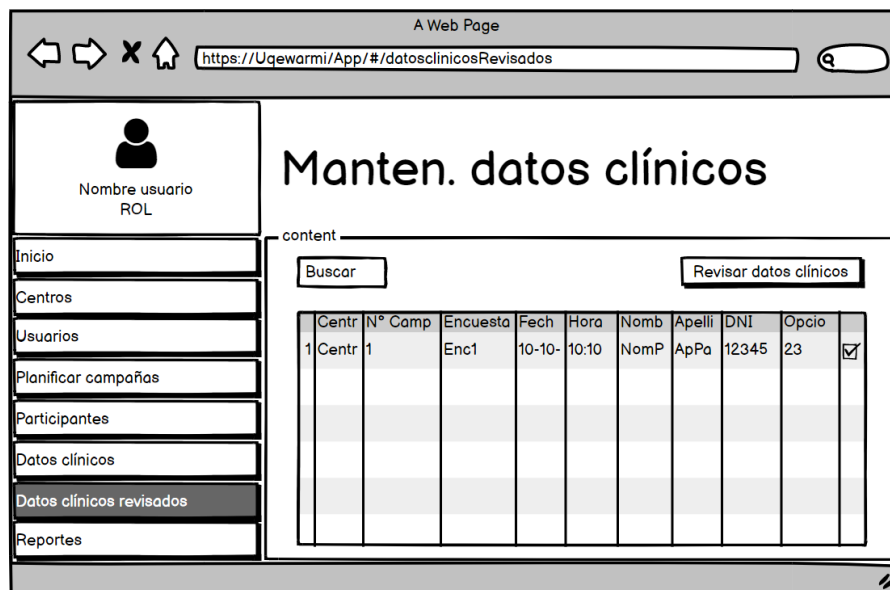 A Web Page
https://Uqewarmi/App/#/datosclinicosRevisados
Nombre usuario
ROL
Manten. datos clínicos
Inicio
Centros
Usuarios
Planificar campañas
Participantes
Datos clínicos
Datos clínicos revisados
Reportes
content
Buscar
Revisar datos clínicos
Centr N° Camp Encuesta Fech Hora Nomb Apelli DNI Opcio
1 Centr 1 Enc1 10-10- 10:10 NomP ApPa 12345 23